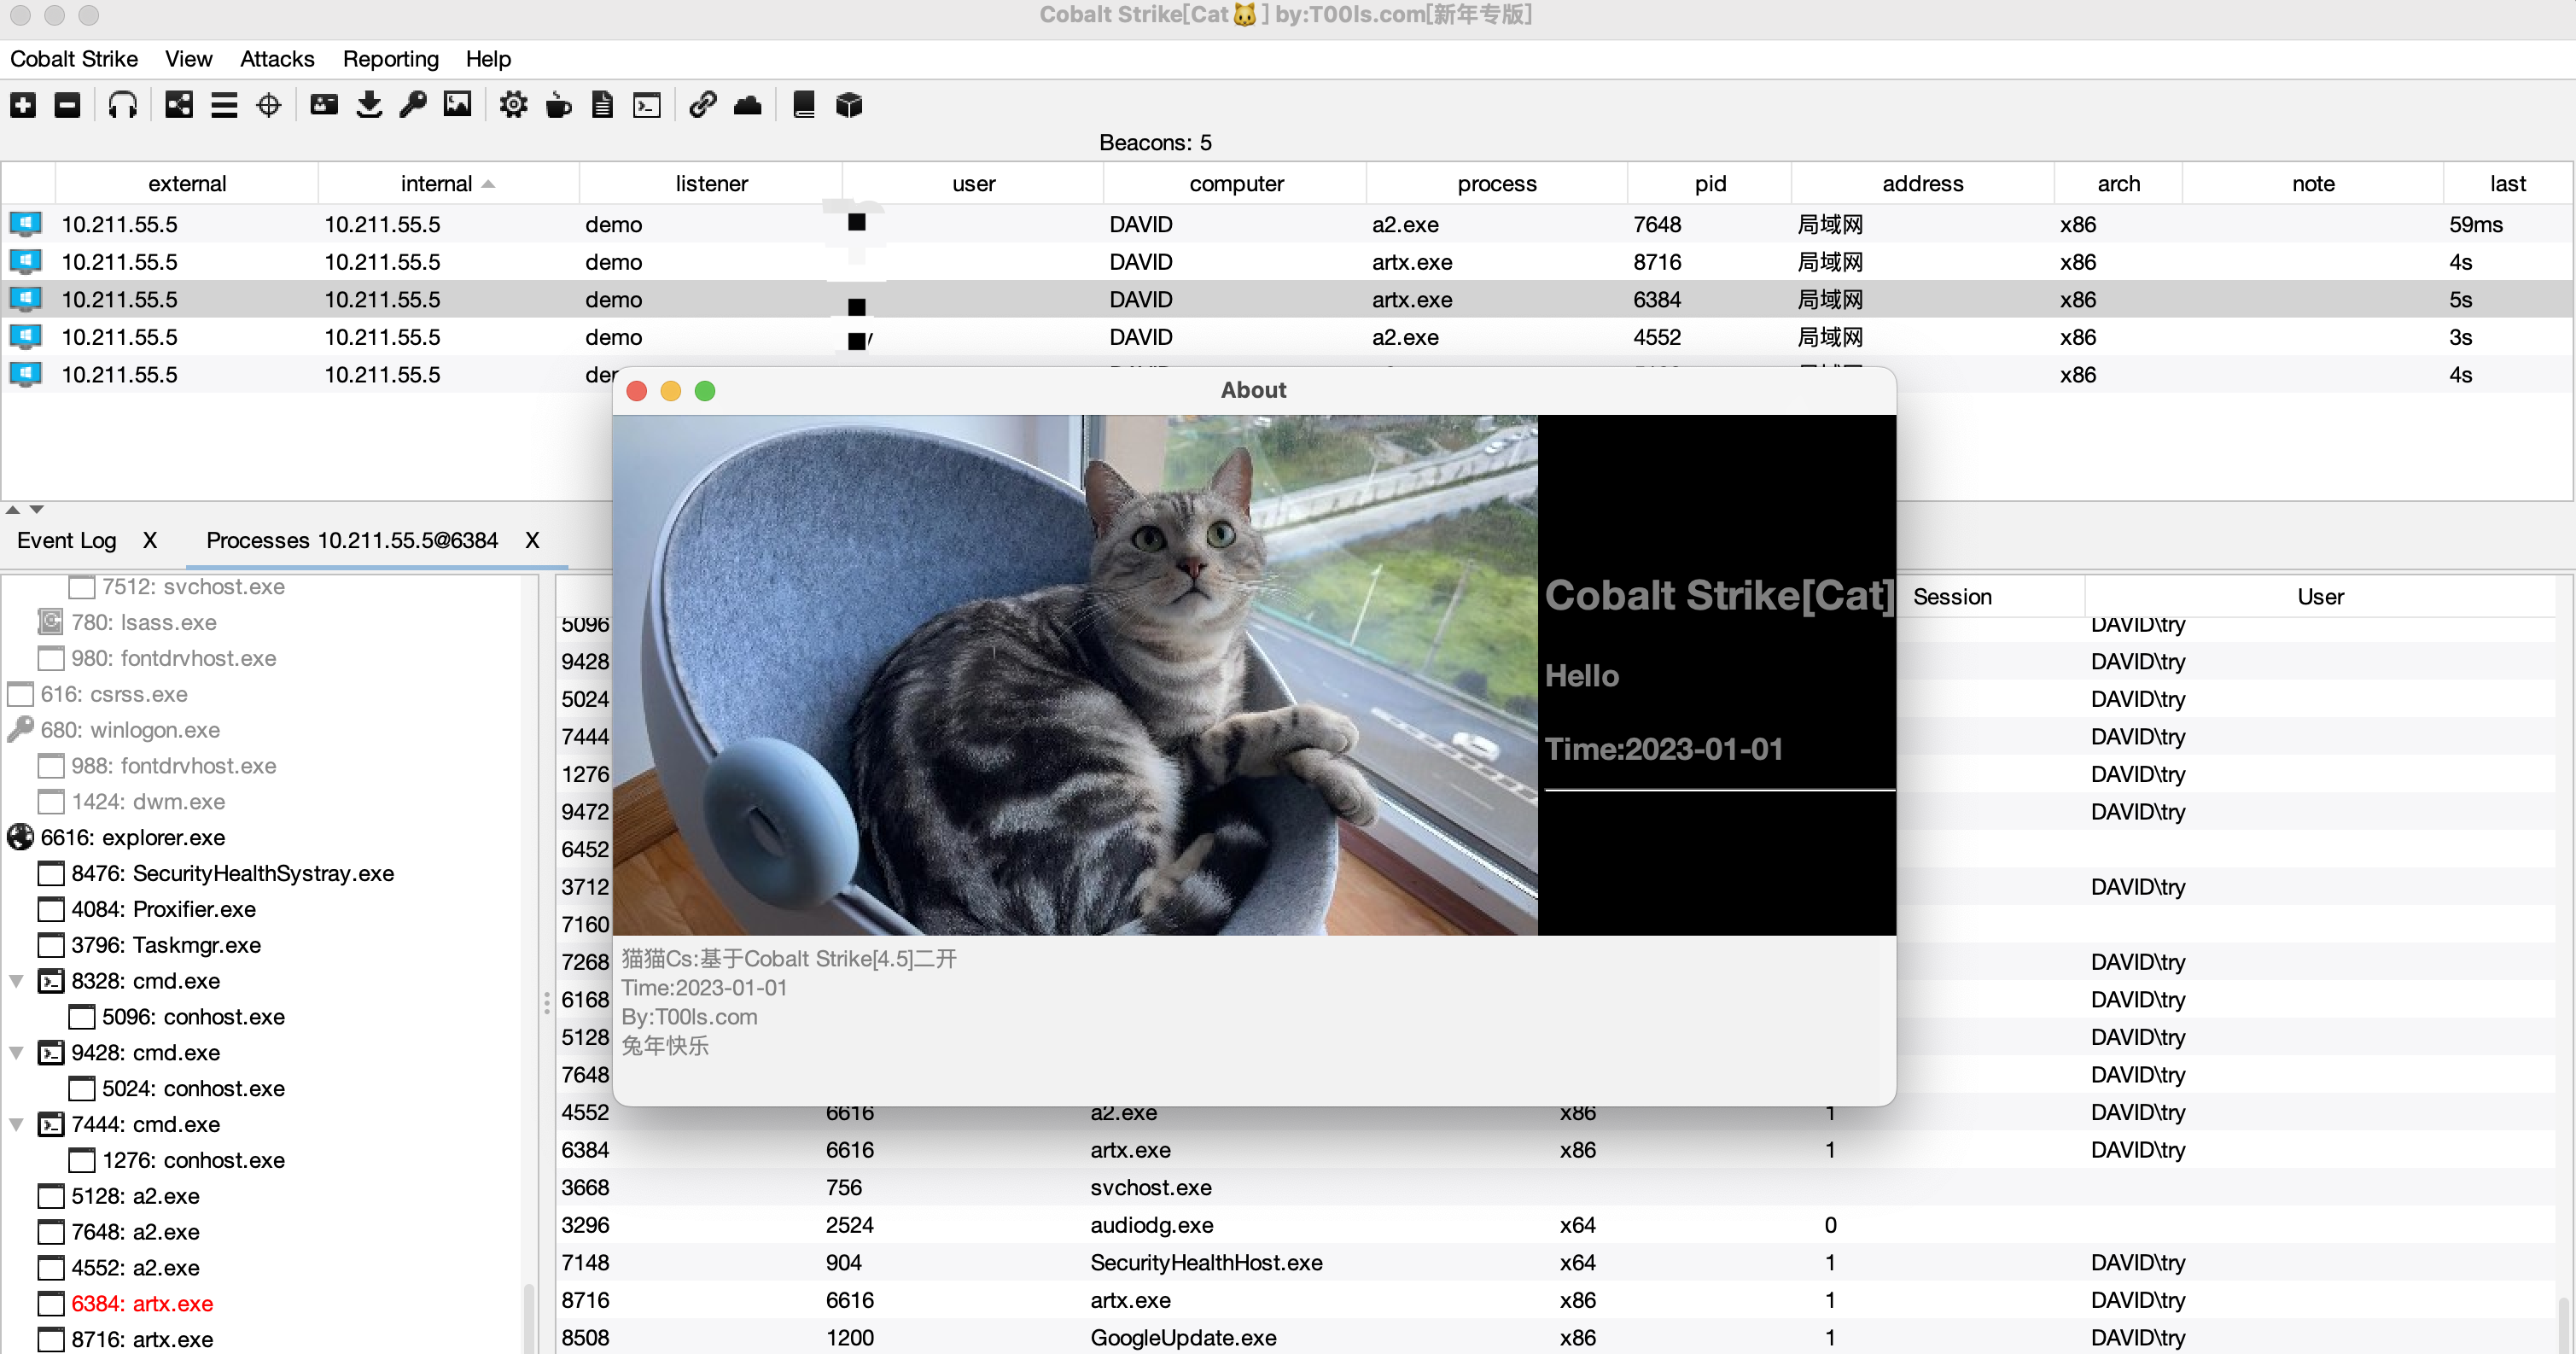 Cobalt Strike[Cat🐱] by:T00ls.com[新年专版]
Cobalt Strike View Attacks Reporting Help
Beacons: 5
external internal listener user computer process pid address arch note last
10.211.55.5 10.211.55.5 demo DAVID a2.exe 7648 局域网 x86 59ms
10.211.55.5 10.211.55.5 demo DAVID artx.exe 8716 局域网 x86 4s
10.211.55.5 10.211.55.5 demo DAVID artx.exe 6384 局域网 x86 5s
10.211.55.5 10.211.55.5 demo DAVID a2.exe 4552 局域网 x86 3s
10.211.55.5 10.211.55.5 x86 4s
About
Cobalt Strike[Cat]
Hello
Time:2023-01-01
猫猫Cs:基于Cobalt Strike[4.5]二开
Time:2023-01-01
By:T00ls.com
兔年快乐
Event Log X Processes 10.211.55.5@6384 X
7512: svchost.exe
780: lsass.exe
980: fontdrvhost.exe
616: csrss.exe
680: winlogon.exe
988: fontdrvhost.exe
1424: dwm.exe
6616: explorer.exe
8476: SecurityHealthSystray.exe
4084: Proxifier.exe
3796: Taskmgr.exe
8328: cmd.exe
5096: conhost.exe
9428: cmd.exe
5024: conhost.exe
7444: cmd.exe
1276: conhost.exe
5128: a2.exe
7648: a2.exe
4552: a2.exe
6384: artx.exe
8716: artx.exe
Session User
5096 DAVID\try
9428 DAVID\try
5024 DAVID\try
7444 DAVID\try
1276 DAVID\try
9472 DAVID\try
6452
3712 DAVID\try
7160
7268 DAVID\try
6168 DAVID\try
5128 DAVID\try
7648 DAVID\try
4552 6616 a2.exe x86 1 DAVID\try
6384 6616 artx.exe x86 1 DAVID\try
3668 756 svchost.exe
3296 2524 audiodg.exe x64 0
7148 904 SecurityHealthHost.exe x64 1 DAVID\try
8716 6616 artx.exe x86 1 DAVID\try
8508 1200 GoogleUpdate.exe x86 1 DAVID\try